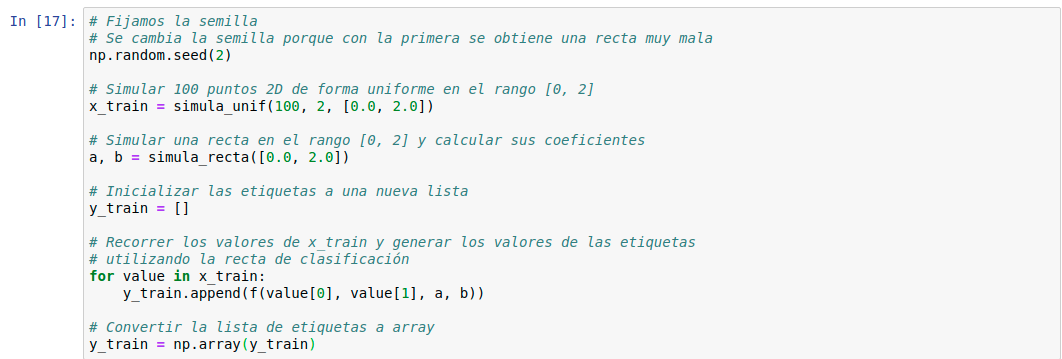 In [17]: # Fijamos la semilla
# Se cambia la semilla porque con la primera se obtiene una recta muy mala
np.random.seed(2)
# Simular 100 puntos 2D de forma uniforme en el rango [0, 2]
x_train = simula_unif(100, 2, [0.0, 2.0])
# Simular una recta en el rango [0, 2] y calcular sus coeficientes
a, b = simula_recta([0.0, 2.0])
# Inicializar las etiquetas a una nueva lista
y_train = []
# Recorrer los valores de x_train y generar los valores de las etiquetas
# utilizando la recta de clasificación
for value in x_train:
    y_train.append(f(value[0], value[1], a, b))
# Convertir la lista de etiquetas a array
y_train = np.array(y_train)